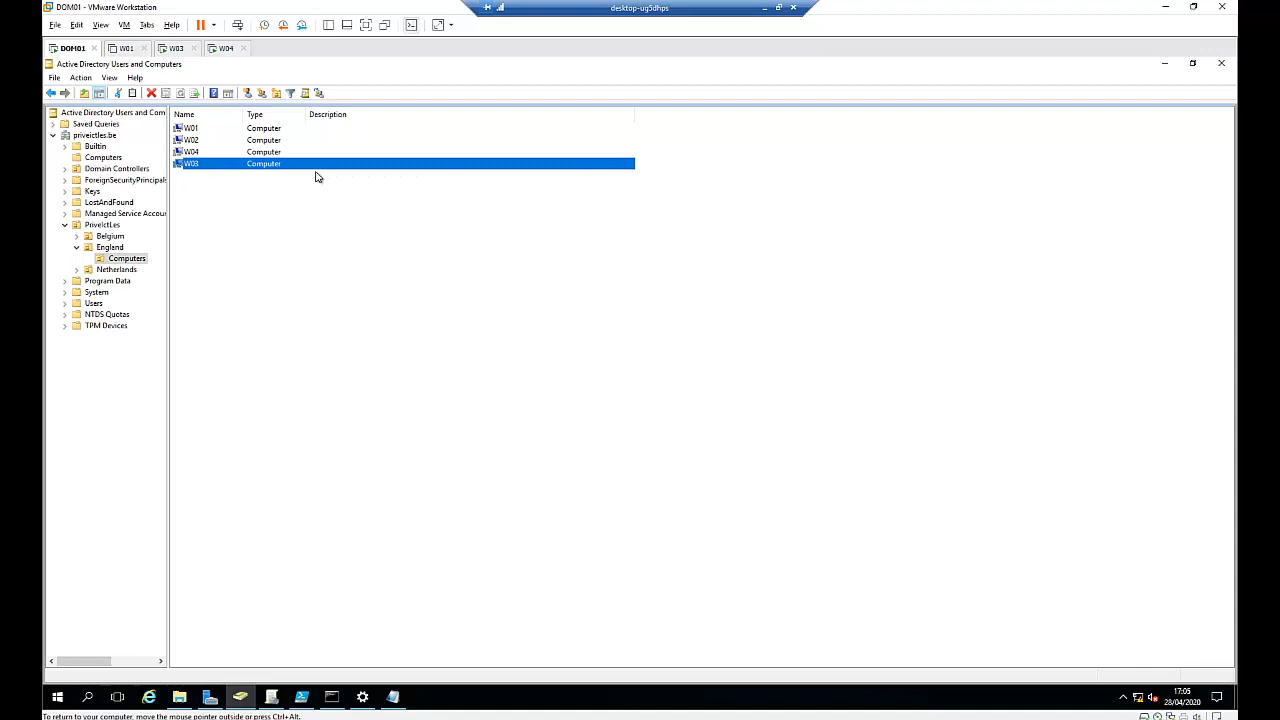 DOM01 - VMware Workstation
desktop-ug5dhps
File Edit View VM Tabs Help
DOM01 W01 W03 W04
Active Directory Users and Computers
File Action View Help
Active Directory Users and Com
Saved Queries
priveictles.be
Builtin
Computers
Domain Controllers
ForeignSecurityPrincipals
Keys
LostAndFound
Managed Service Accour
PriveIctLes
Belgium
England
Computers
Netherlands
Program Data
System
Users
NTDS Quotas
TPM Devices
Name Type Description
W01 Computer
W02 Computer
W04 Computer
W03 Computer
17:05
28/04/2020
To return to your computer, move the mouse pointer outside or press Ctrl+Alt.